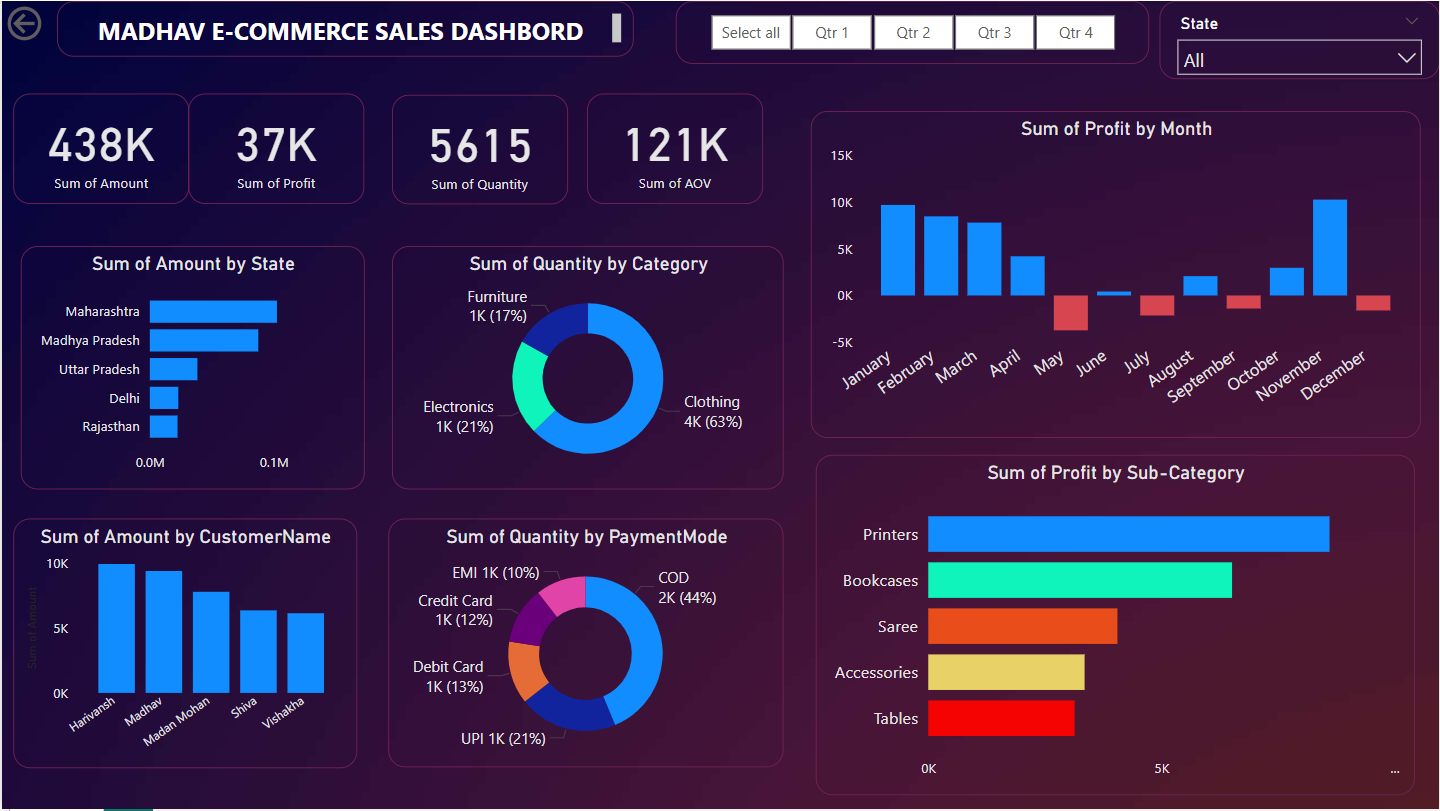 MADHAV E-COMMERCE SALES DASHBORD
Select all
Qtr 1
Qtr 2
Qtr 3
Qtr 4
State
All
438K
Sum of Amount
37K
Sum of Profit
5615
Sum of Quantity
121K
Sum of AOV
Sum of Profit by Month
15K
10K
5K
0K
-5K
January
February
March
April
May
June
July
August
September
October
November
December
Sum of Amount by State
Maharashtra
Madhya Pradesh
Uttar Pradesh
Delhi
Rajasthan
0.0M
0.1M
Sum of Quantity by Category
Furniture
1K (17%)
Electronics
1K (21%)
Clothing
4K (63%)
Sum of Profit by Sub-Category
Printers
Bookcases
Saree
Accessories
Tables
0K
5K
...
Sum of Amount by CustomerName
Sum of Amount
10K
5K
0K
Harivansh
Madhav
Madan Mohan
Shiva
Vishakha
Sum of Quantity by PaymentMode
EMI 1K (10%)
COD
2K (44%)
Credit Card
1K (12%)
Debit Card
1K (13%)
UPI 1K (21%)